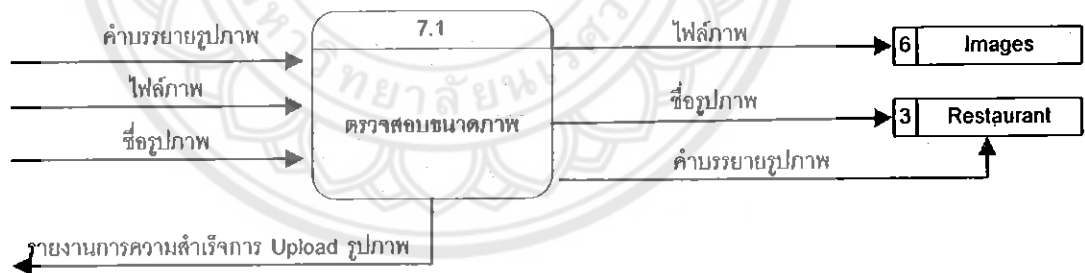 คำบรรยายรูปภาพ
ไฟล์ภาพ
ชื่อรูปภาพ
7.1
ตรวจสอบขนาดภาพ
ไฟล์ภาพ
6 Images
ชื่อรูปภาพ
3 Restaurant
คำบรรยายรูปภาพ
รายงานการความสำเร็จการ Upload รูปภาพ